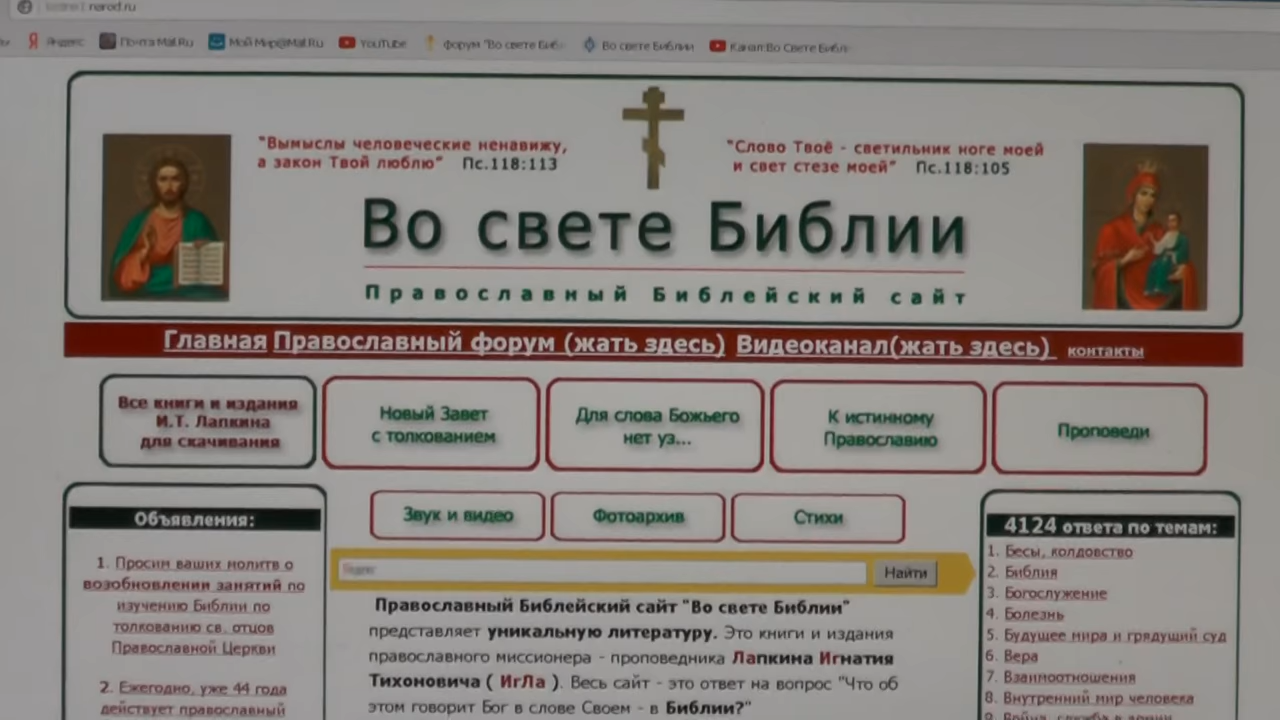 narod.ru
Яндекс
Почта Mail.Ru
Мой Мир@Mail.Ru
YouTube
форум "Во свете Биб
Во свете Библии
Канал:Во Свете Библ
"Вымыслы человеческие ненавижу,
а закон Твой люблю" Пс.118:113
"Слово Твоё - светильник ноге моей
и свет стезе моей" Пс.118:105
Во свете Библии
Православный Библейский сайт
Главная Православный форум (жать здесь) Видеоканал(жать здесь) контакты
Все книги и издания
И.Т. Лапкина
для скачивания
Новый Завет
с толкованием
Для слова Божьего
нет уз...
К истинному
Православию
Проповеди
Звук и видео
Фотоархив
Стихи
Объявления:
1. Просим ваших молитв о
возобновлении занятий по
изучению Библии по
толкованию св. отцов
Православной Церкви
2. Ежегодно, уже 44 года
действует православный
Найти
Православный Библейский сайт "Во свете Библии"
представляет уникальную литературу. Это книги и издания
православного миссионера - проповедника Лапкина Игнатия
Тихоновича ( ИгЛа ). Весь сайт - это ответ на вопрос "Что об
этом говорит Бог в слове Своем - в Библии?"
4124 ответа по темам:
1. Бесы, колдовство
2. Библия
3. Богослужение
4. Болезнь
5. Будущее мира и грядущий суд
6. Вера
7. Взаимоотношения
8. Внутренний мир человека
9. Война, служба в армии